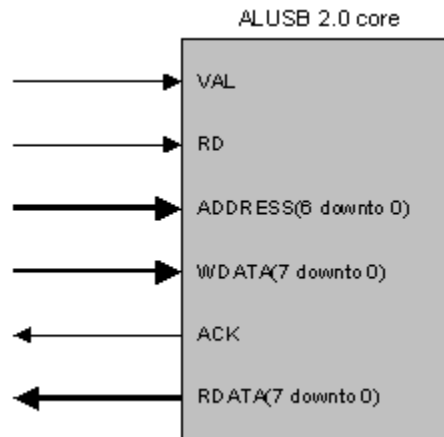 ALUSB 2.0 core
VAL
RD
ADDRESS(6 downto 0)
WDATA(7 downto 0)
ACK
RDATA(7 downto 0)